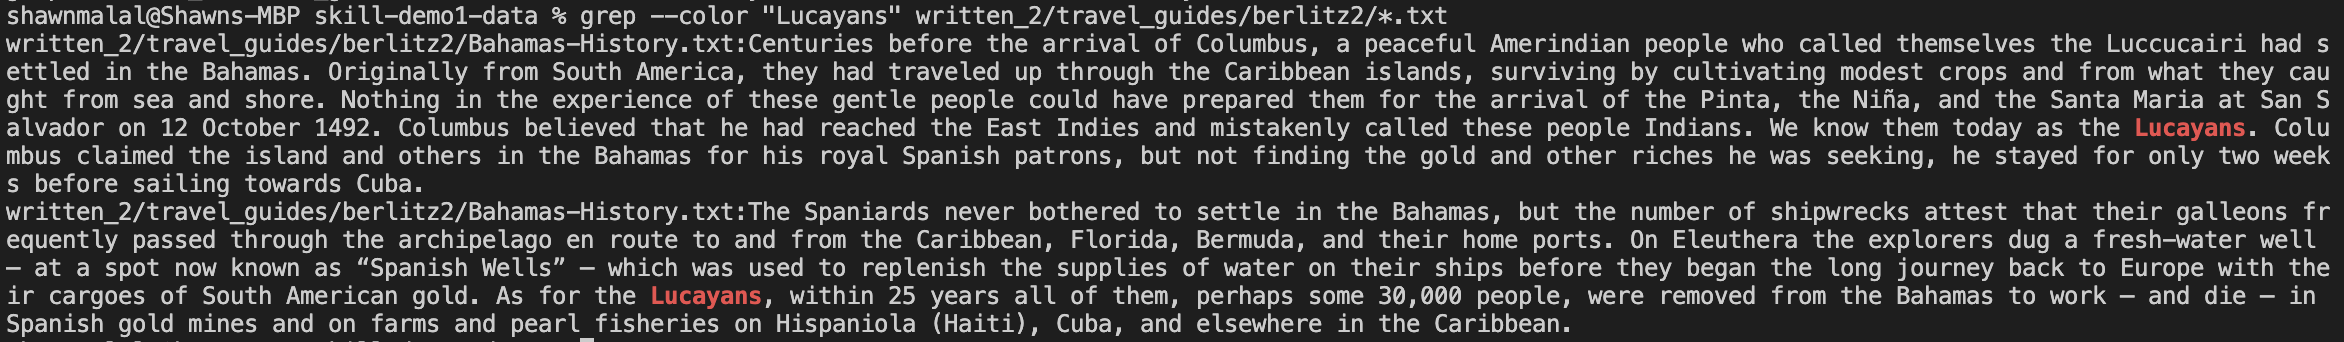 shawnmalal@Shawns-MBP skill-demo1-data % grep --color "Lucayans" written_2/travel_guides/berlitz2/*.txt
written_2/travel_guides/berlitz2/Bahamas-History.txt:Centuries before the arrival of Columbus, a peaceful Amerindian people who called themselves the Luccucairi had s
ettled in the Bahamas. Originally from South America, they had traveled up through the Caribbean islands, surviving by cultivating modest crops and from what they cau
ght from sea and shore. Nothing in the experience of these gentle people could have prepared them for the arrival of the Pinta, the Niña, and the Santa Maria at San S
alvador on 12 October 1492. Columbus believed that he had reached the East Indies and mistakenly called these people Indians. We know them today as the Lucayans. Colu
mbus claimed the island and others in the Bahamas for his royal Spanish patrons, but not finding the gold and other riches he was seeking, he stayed for only two week
s before sailing towards Cuba.
written_2/travel_guides/berlitz2/Bahamas-History.txt:The Spaniards never bothered to settle in the Bahamas, but the number of shipwrecks attest that their galleons fr
equently passed through the archipelago en route to and from the Caribbean, Florida, Bermuda, and their home ports. On Eleuthera the explorers dug a fresh-water well
— at a spot now known as “Spanish Wells” — which was used to replenish the supplies of water on their ships before they began the long journey back to Europe with the
ir cargoes of South American gold. As for the Lucayans, within 25 years all of them, perhaps some 30,000 people, were removed from the Bahamas to work — and die — in
Spanish gold mines and on farms and pearl fisheries on Hispaniola (Haiti), Cuba, and elsewhere in the Caribbean.